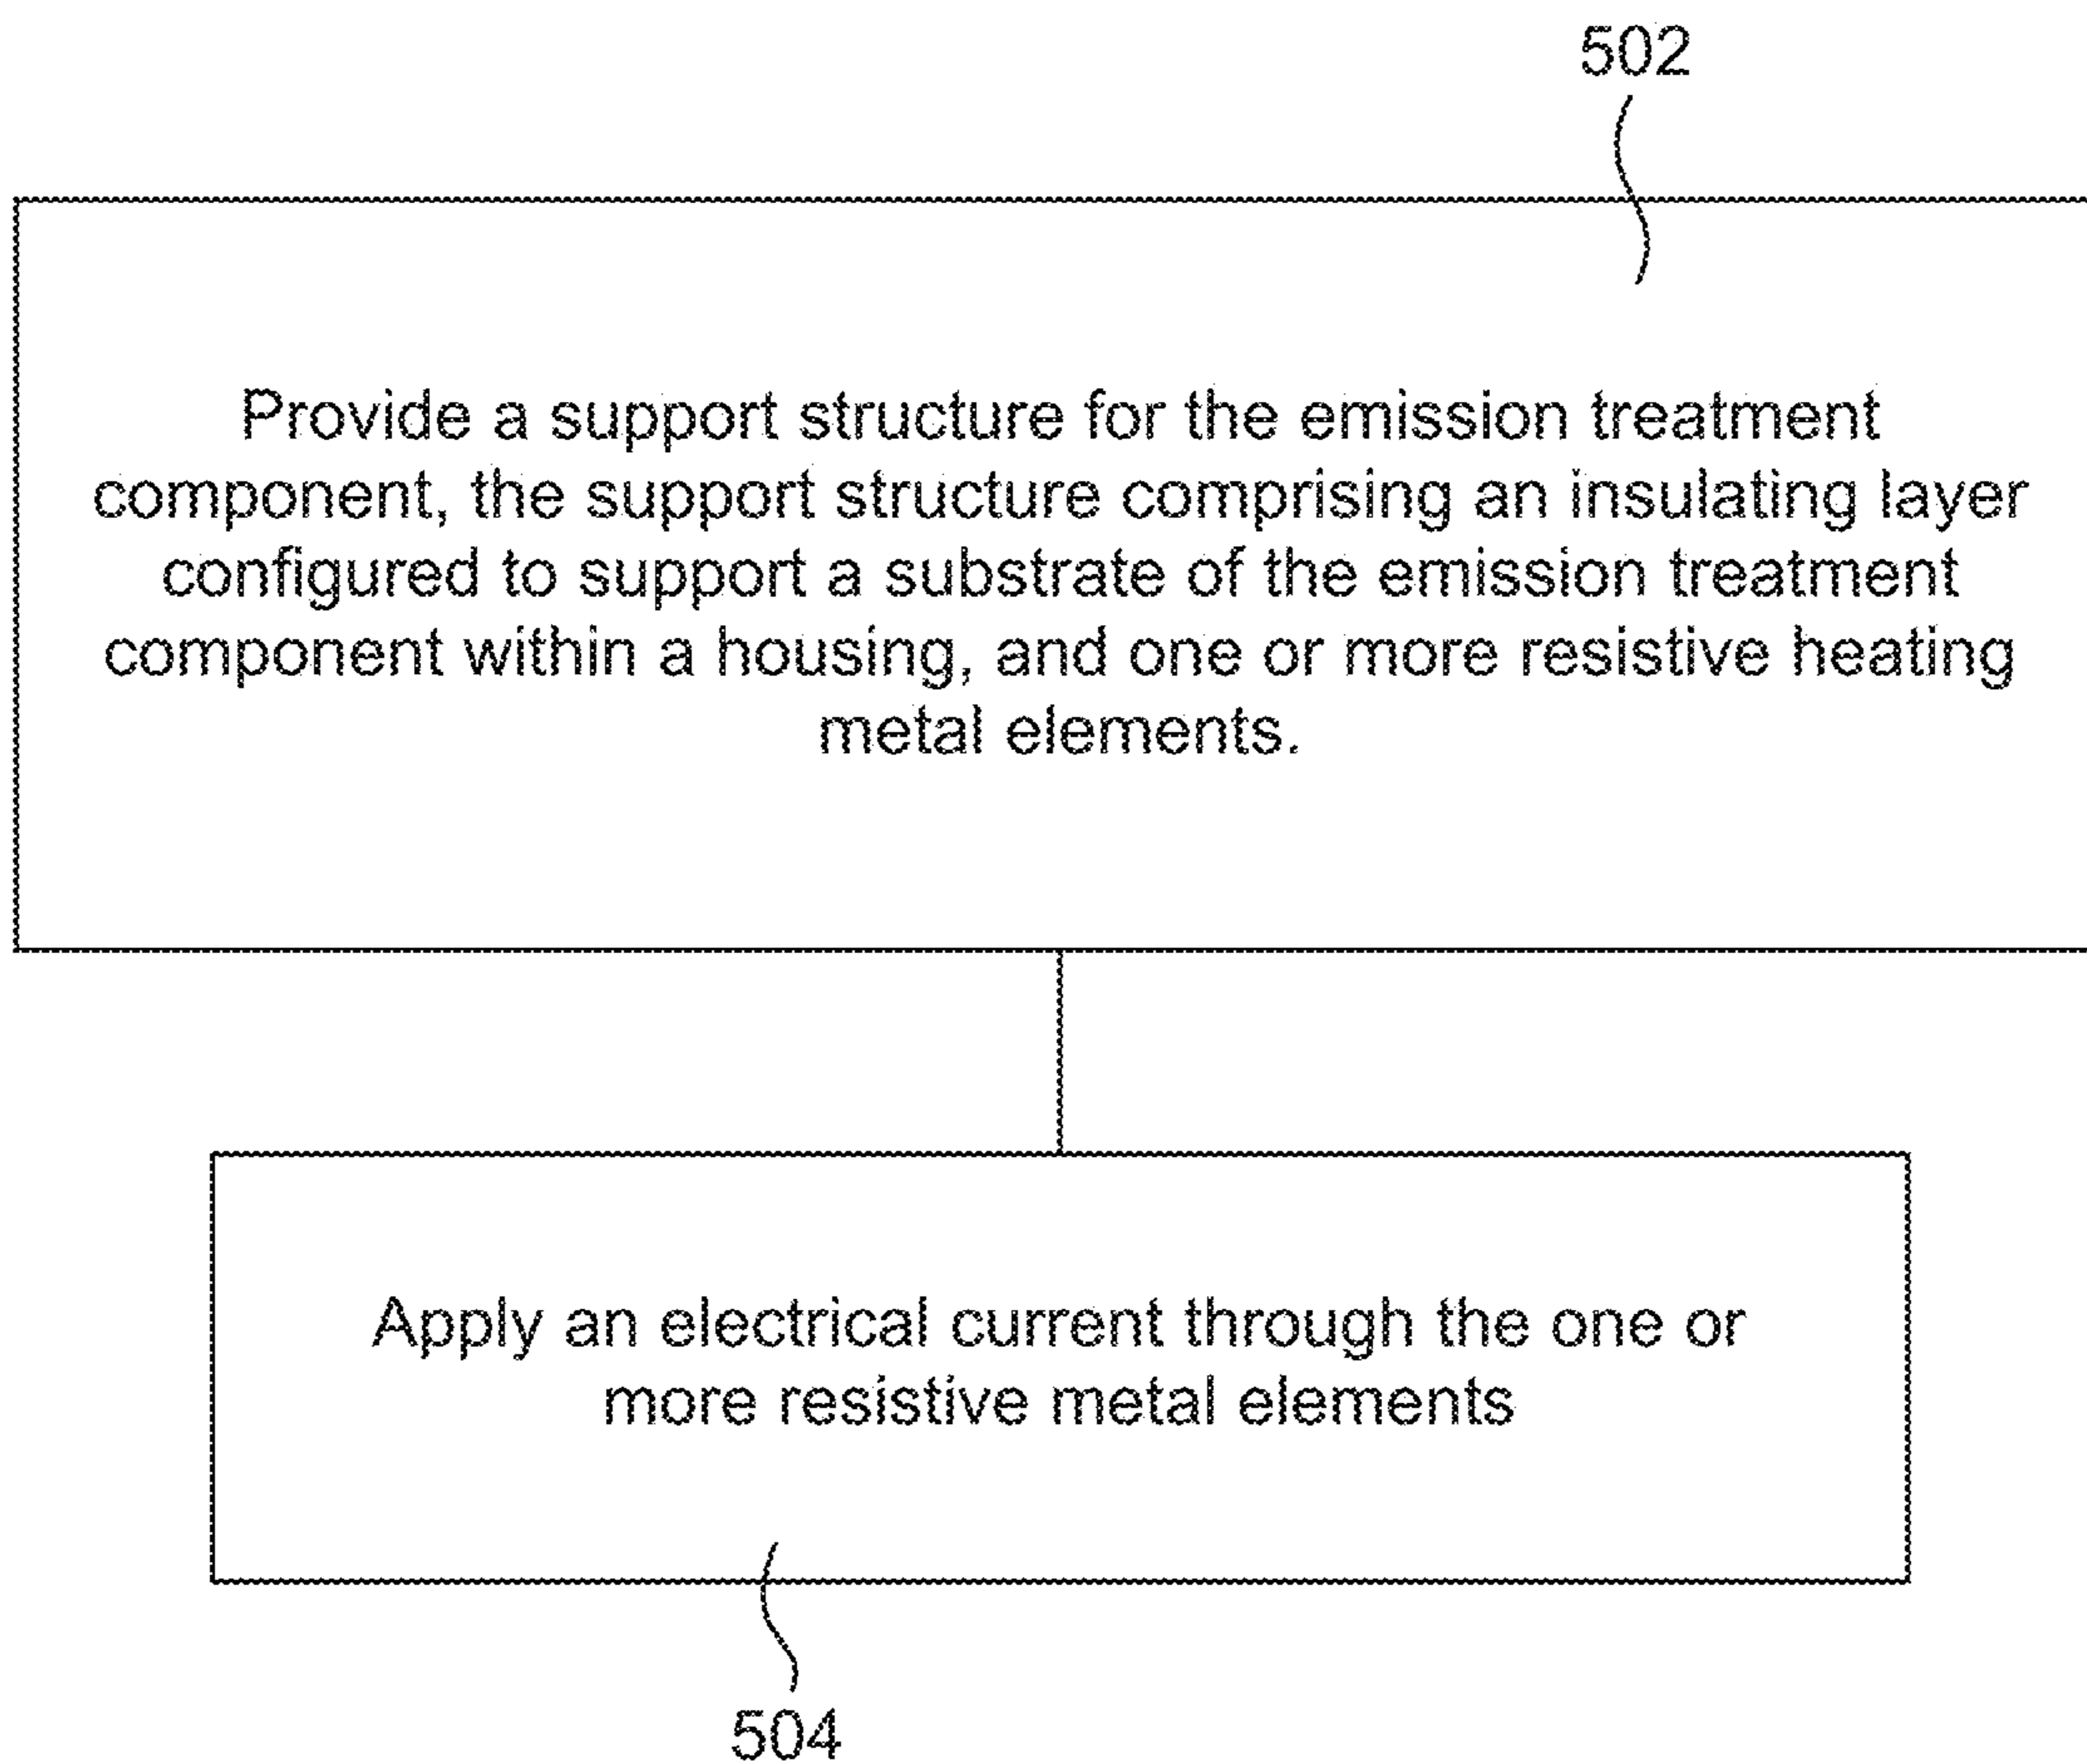 502
Provide a support structure for the emission treatment
component, the support structure comprising an insulating layer
configured to support a substrate of the emission treatment
component within a housing, and one or more resistive heating
metal elements.
Apply an electrical current through the one or
more resistive metal elements
504